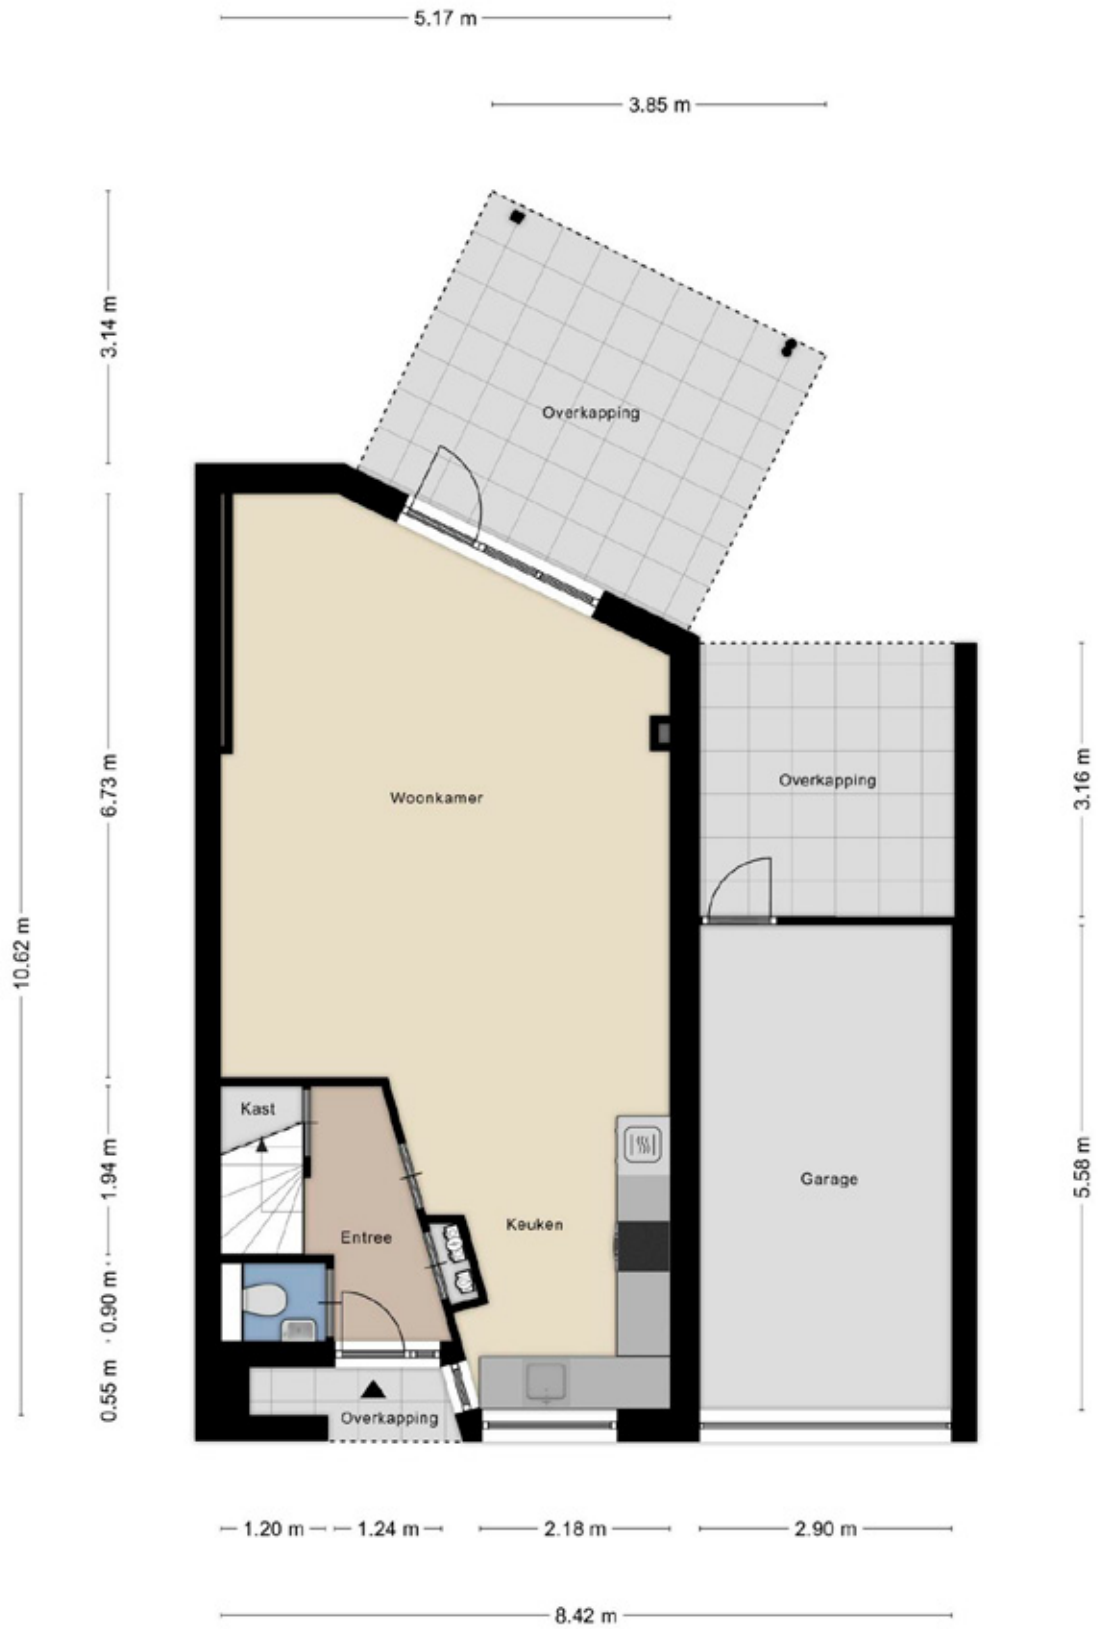 5.17 m
3.85 m
3.14 m
Overkapping
10.62 m
6.73 m
Woonkamer
Overkapping
3.16 m
Kast
1.94 m
Entree
Keuken
Garage
5.58 m
0.90 m
0.55 m
Overkapping
1.20 m
1.24 m
2.18 m
2.90 m
8.42 m